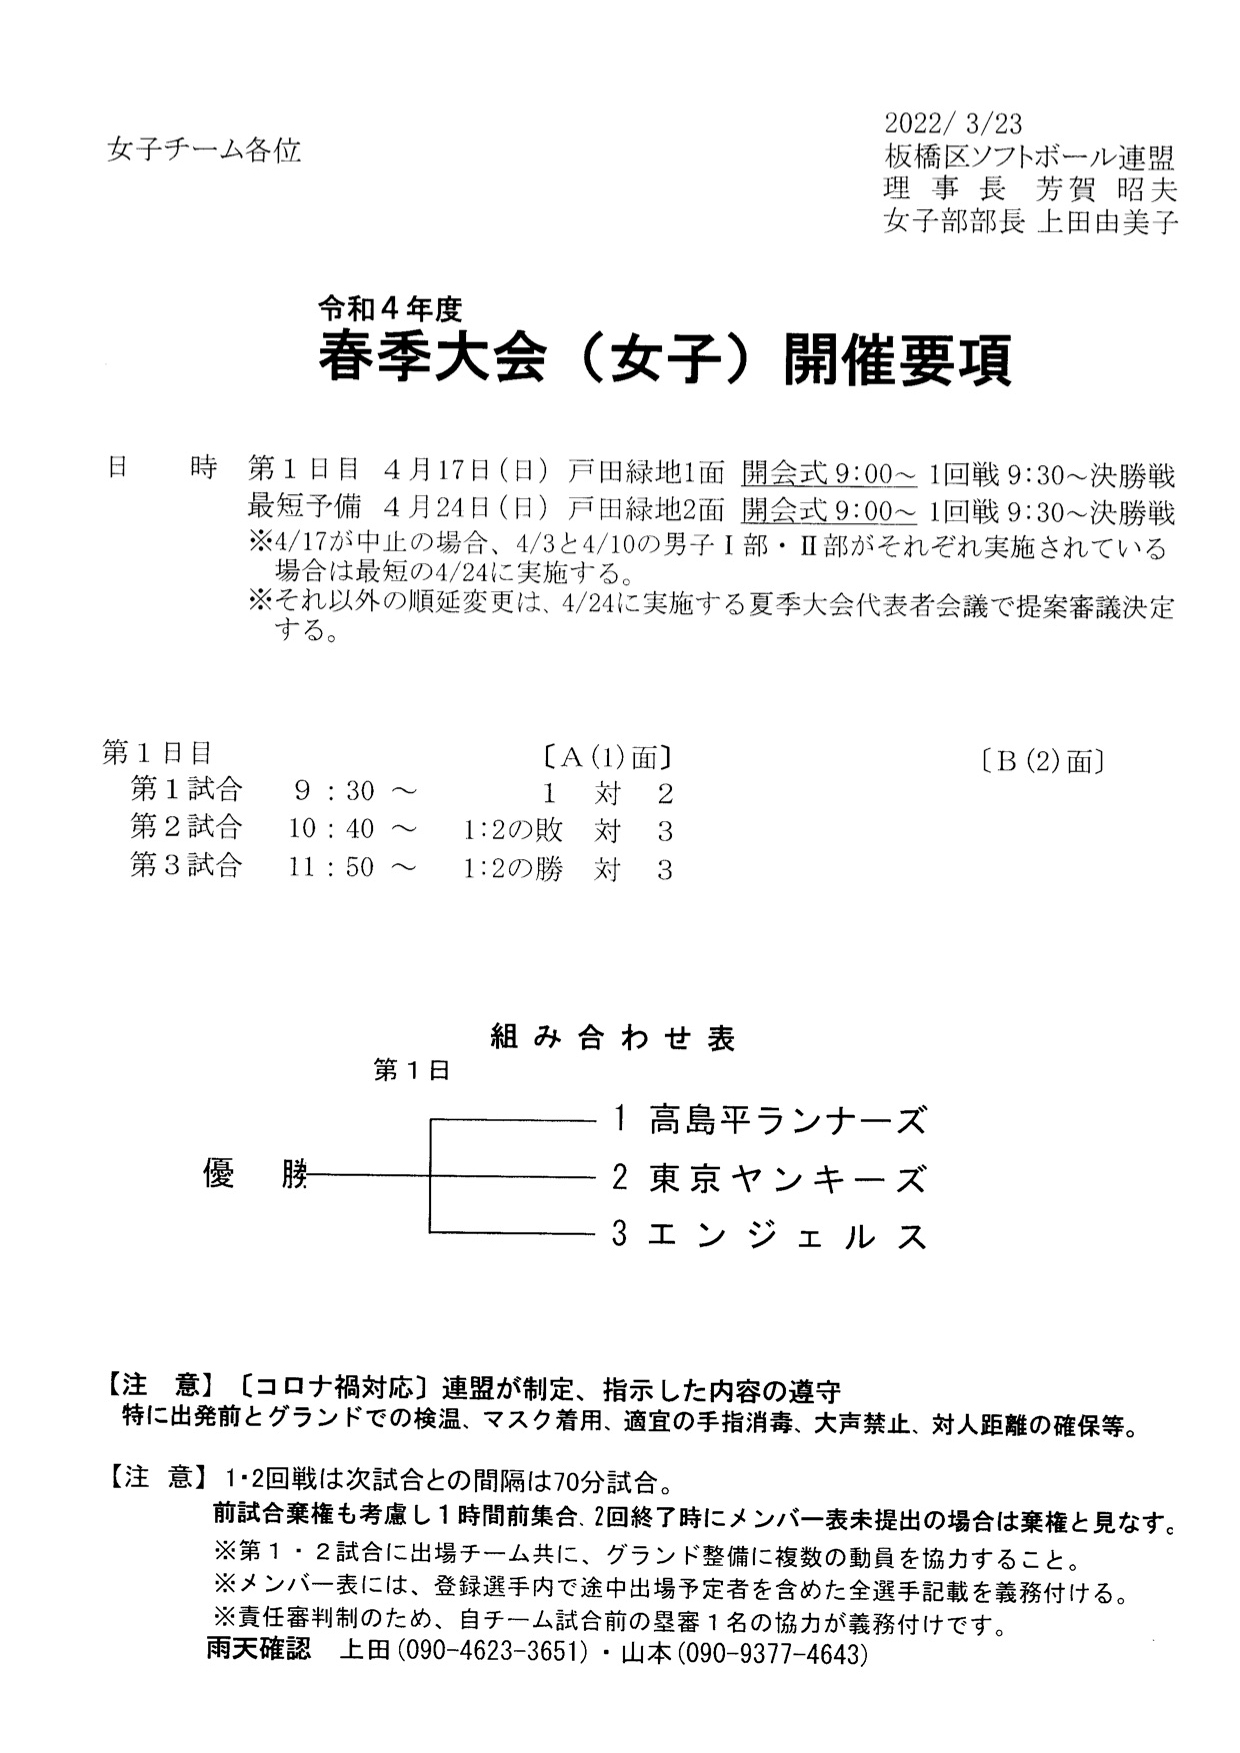 女子チーム各位
2022/ 3/23
板橋区ソフトボール連盟
理 事 長 芳賀 昭夫
女子部部長 上田由美子
令和４年度
春季大会（女子）開催要項
日　　時　第１日目　４月17日(日)　戸田緑地1面　開会式 9:00～ 1回戦 9:30～決勝戦
最短予備　４月24日(日)　戸田緑地2面　開会式 9:00～ 1回戦 9:30～決勝戦
※4/17が中止の場合、4/3と4/10の男子Ⅰ部・Ⅱ部がそれぞれ実施されている
場合は最短の4/24に実施する。
※それ以外の順延変更は、4/24に実施する夏季大会代表者会議で提案審議決定
する。
第１日目　〔A(1)面〕　〔B(2)面〕
第１試合　9：30 ～　1　対　2
第２試合　10：40 ～　1:2の敗　対　3
第３試合　11：50 ～　1:2の勝　対　3
組み合わせ表
第１日
1 高島平ランナーズ
優　勝　2 東京ヤンキーズ
3 エンジェルス
【注　意】〔コロナ禍対応〕連盟が制定、指示した内容の遵守
特に出発前とグランドでの検温、マスク着用、適宜の手指消毒、大声禁止、対人距離の確保等。
【注　意】1･2回戦は次試合との間隔は70分試合。
前試合棄権も考慮し１時間前集合､2回終了時にメンバー表未提出の場合は棄権と見なす。
※第１・２試合に出場チーム共に、グランド整備に複数の動員を協力すること。
※メンバー表には、登録選手内で途中出場予定者を含めた全選手記載を義務付ける。
※責任審判制のため、自チーム試合前の塁審１名の協力が義務付けです。
雨天確認　上田(090-4623-3651)・山本(090-9377-4643)